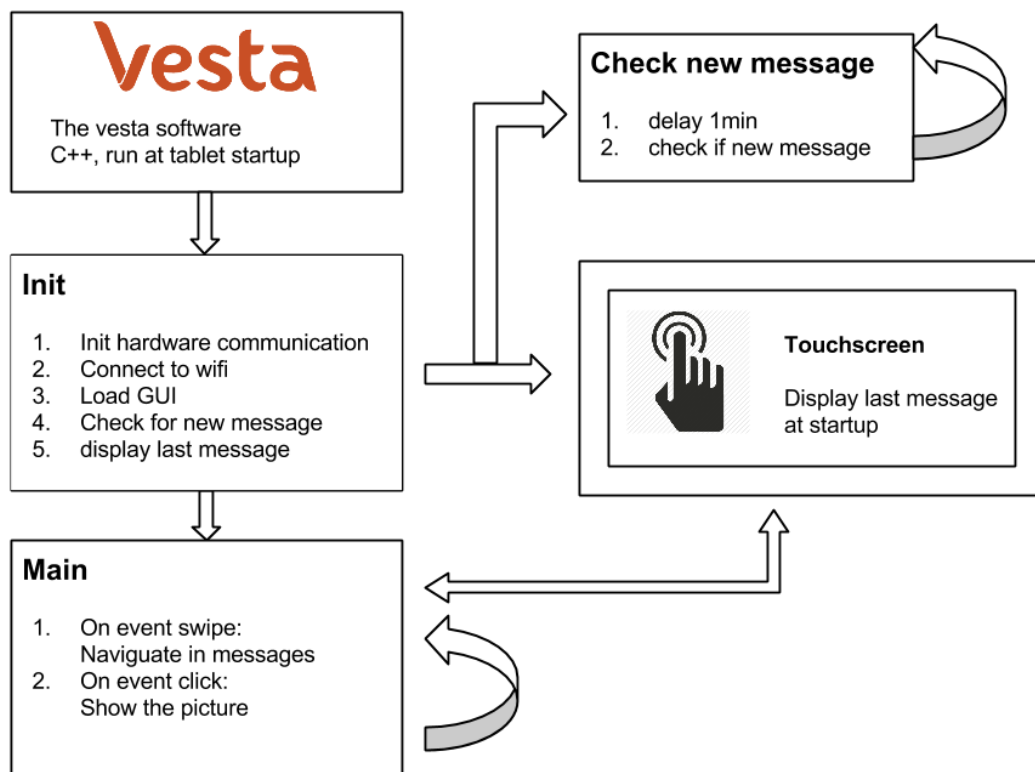 Vesta
The vesta software
C++, run at tablet startup
Check new message
1. delay 1min
2. check if new message
Init
1. Init hardware communication
2. Connect to wifi
3. Load GUI
4. Check for new message
5. display last message
Touchscreen
Display last message
at startup
Main
1. On event swipe:
Naviguate in messages
2. On event click:
Show the picture